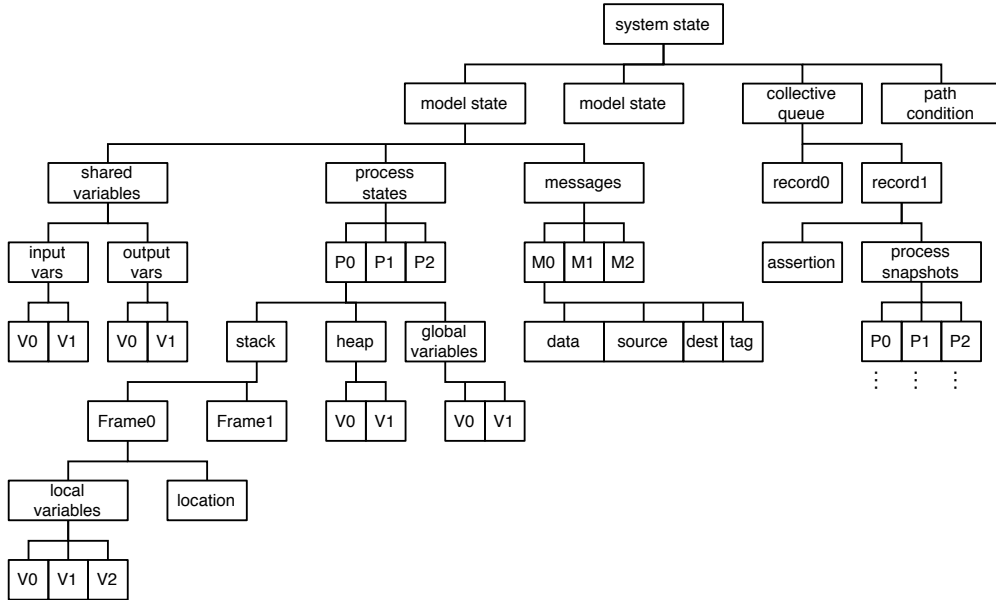 system state
model state
model state
collective
queue
path
condition
shared
variables
process
states
messages
record0
record1
input
vars
output
vars
P0 P1 P2
M0 M1 M2
assertion
process
snapshots
V0 V1
V0 V1
stack
heap
global
variables
data source dest tag
P0 P1 P2
Frame0
Frame1
V0 V1
V0 V1
local
variables
location
V0 V1 V2